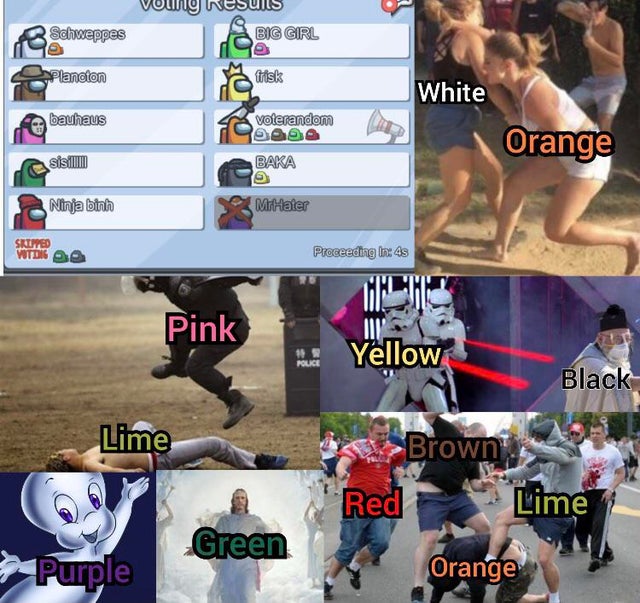 Voting Results
Schweppes
BIG GIRL
Plancton
frisk
bauhaus
voterandom
BAKA
Ninja binh
MrHater
SKIPPED
VOTING
Proceeding In: 4s
White
Orange
Pink
POLICE
Lime
Yellow
Black
Brown
Red
Lime
Orange
Purple
Green